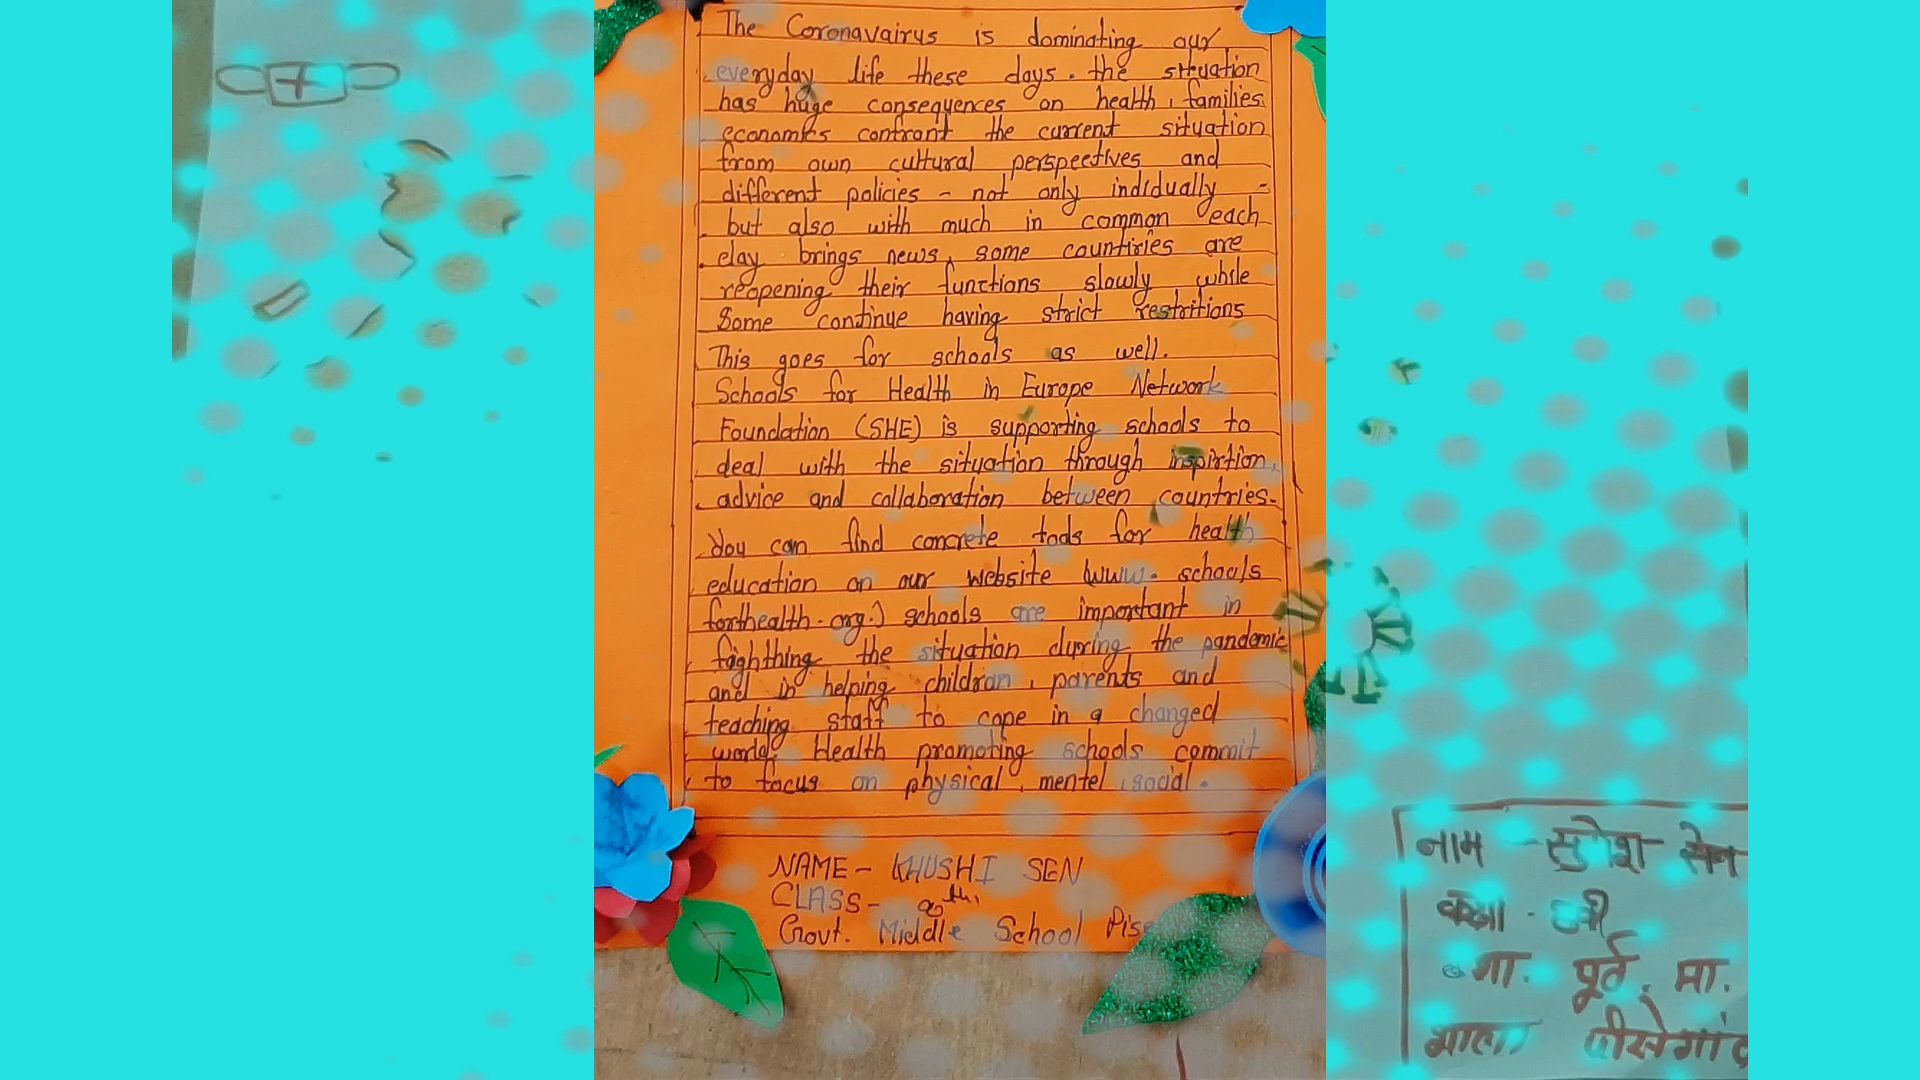 The Coronavairus is dominating our
everyday life these days. the situation
has huge consequences on health, families
economics confront the current situation
from own cultural perspectives and
different policies - not only indidually -
but also with much in common each
day brings news, some countiries are
reopening their functions slowly while
Some continue having strict restritions
This goes for schools as well.
Schools for Health in Europe Network
Foundation (SHE) is supporting schools to
deal with the situation through inspirtion,
advice and collaboration between countries.
You can find concrete tods for health
education on our website (www. schools
forthealth.org.) schools are important in
fighthing the situation during the pandemic
and in helping children, parents and
teaching staff to cope in a changed
world. Health promoting schools commit
to focus on physical, mentel, social.
NAME - KHUSHI SEN
CLASS - 8th
Govt. Middle School
नाम - सुरेश सेन
कक्षा - 8वी
मा. पूर्व. मा.
शाला पीसेगांव